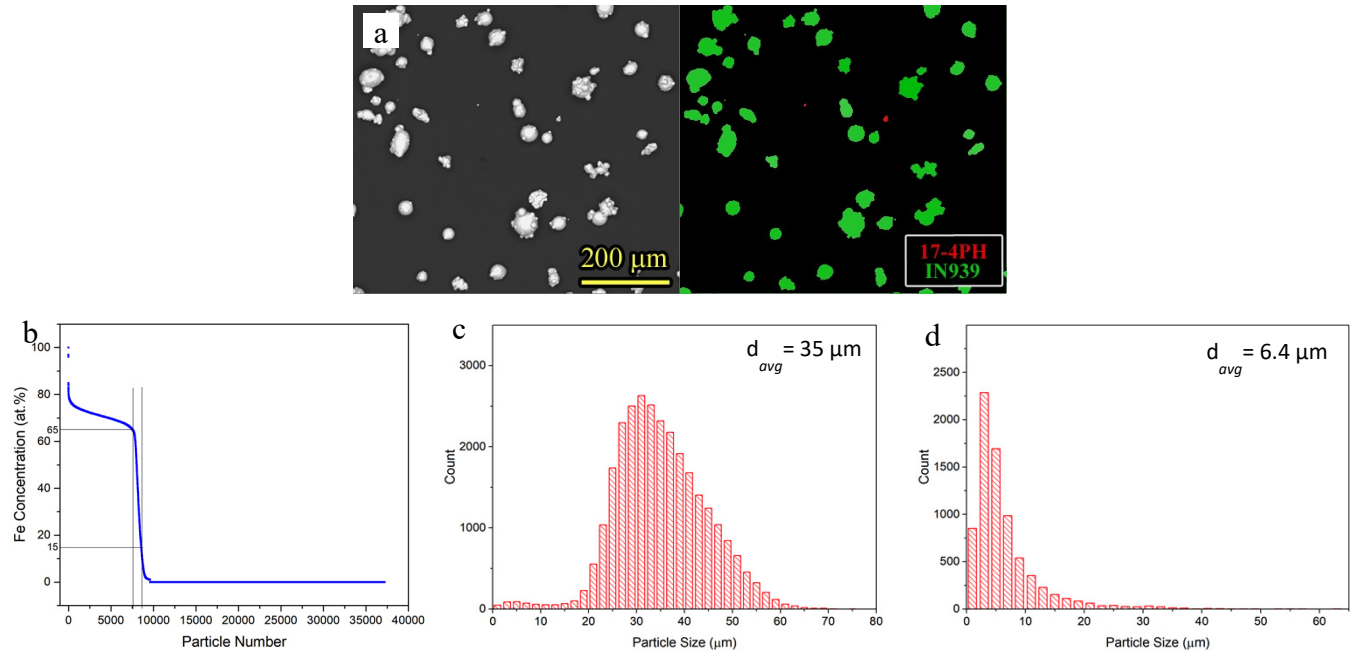 a
200 μm
17-4PH
IN939
b
100
80
65
60
40
20
15
0
0 5000 10000 15000 20000 25000 30000 35000 40000
Fe Concentration (at.%)
Particle Number
c
d avg = 35 μm
3000
2000
1000
0
0 10 20 30 40 50 60 70 80
Count
Particle Size (μm)
d
d avg = 6.4 μm
2500
2000
1500
1000
500
0
0 10 20 30 40 50 60
Count
Particle Size (μm)